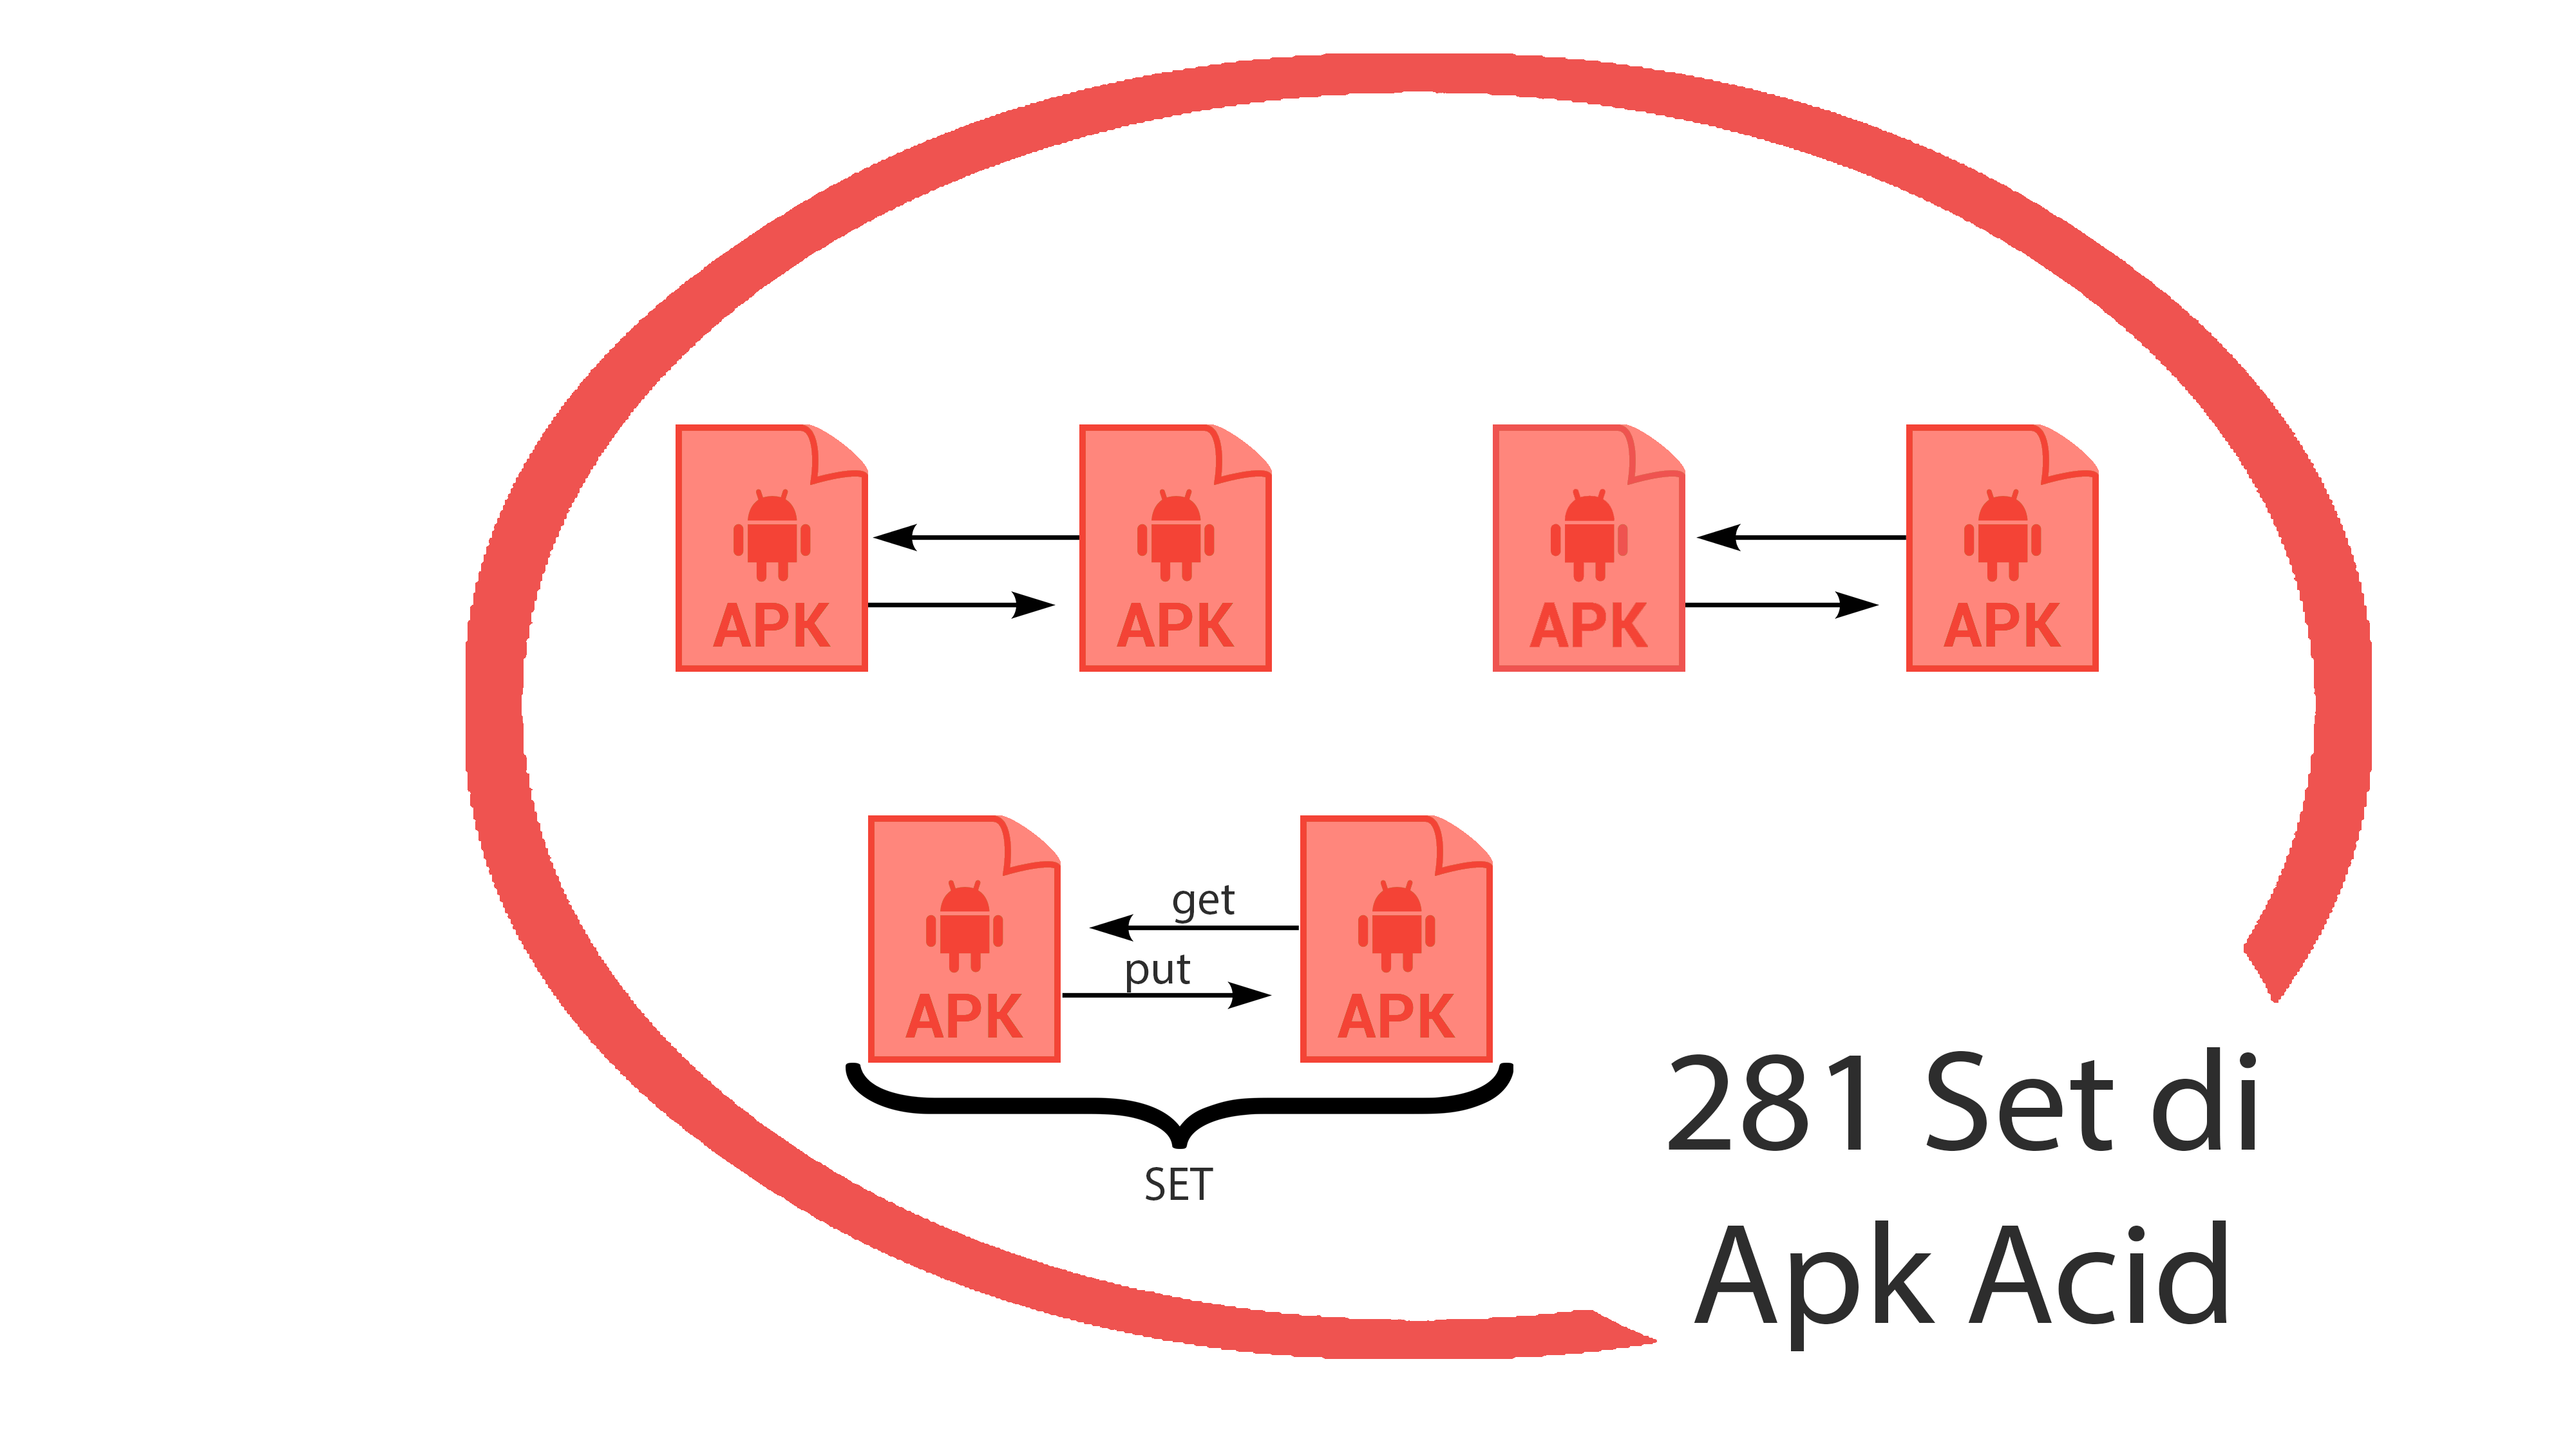 APK APK APK APK
get
put
APK APK
SET
281 Set di
Apk Acid